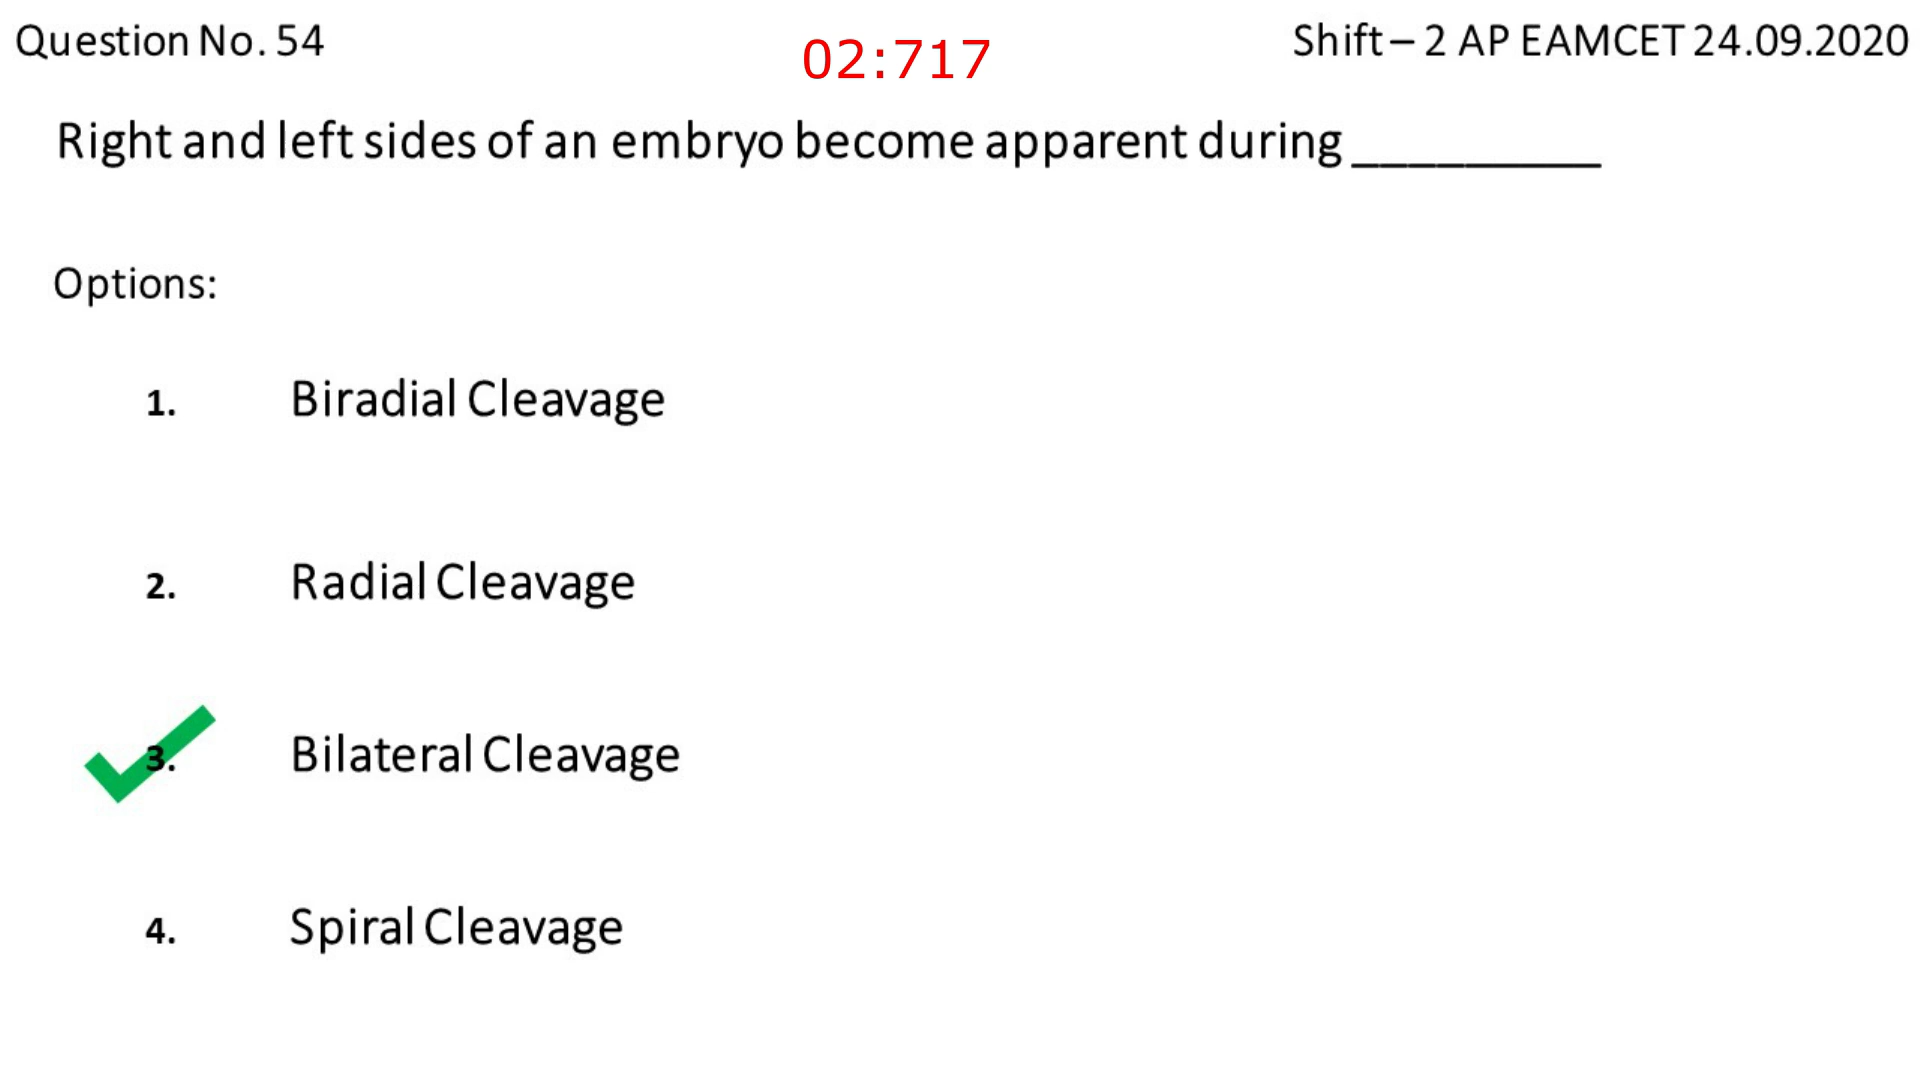 Question No. 54
02:717
Shift – 2 AP EAMCET 24.09.2020
Right and left sides of an embryo become apparent during _________
Options:
1. Biradial Cleavage
2. Radial Cleavage
3. Bilateral Cleavage
4. Spiral Cleavage